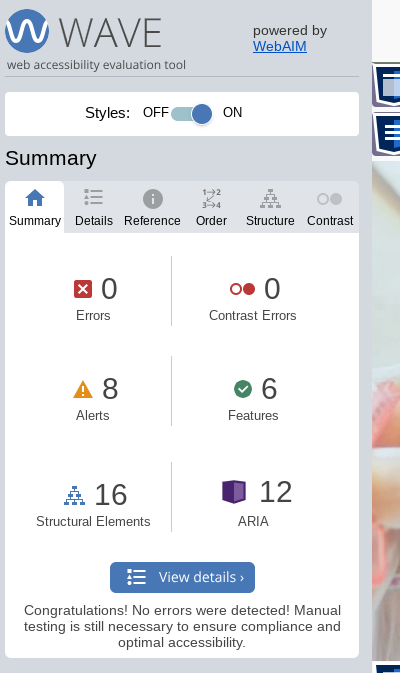 WAVE
powered by
WebAIM
web accessibility evaluation tool
Styles: OFF ON
Summary
Summary Details Reference Order Structure Contrast
0 0
Errors Contrast Errors
8 6
Alerts Features
16 12
Structural Elements ARIA
View details ›
Congratulations! No errors were detected! Manual
testing is still necessary to ensure compliance and
optimal accessibility.